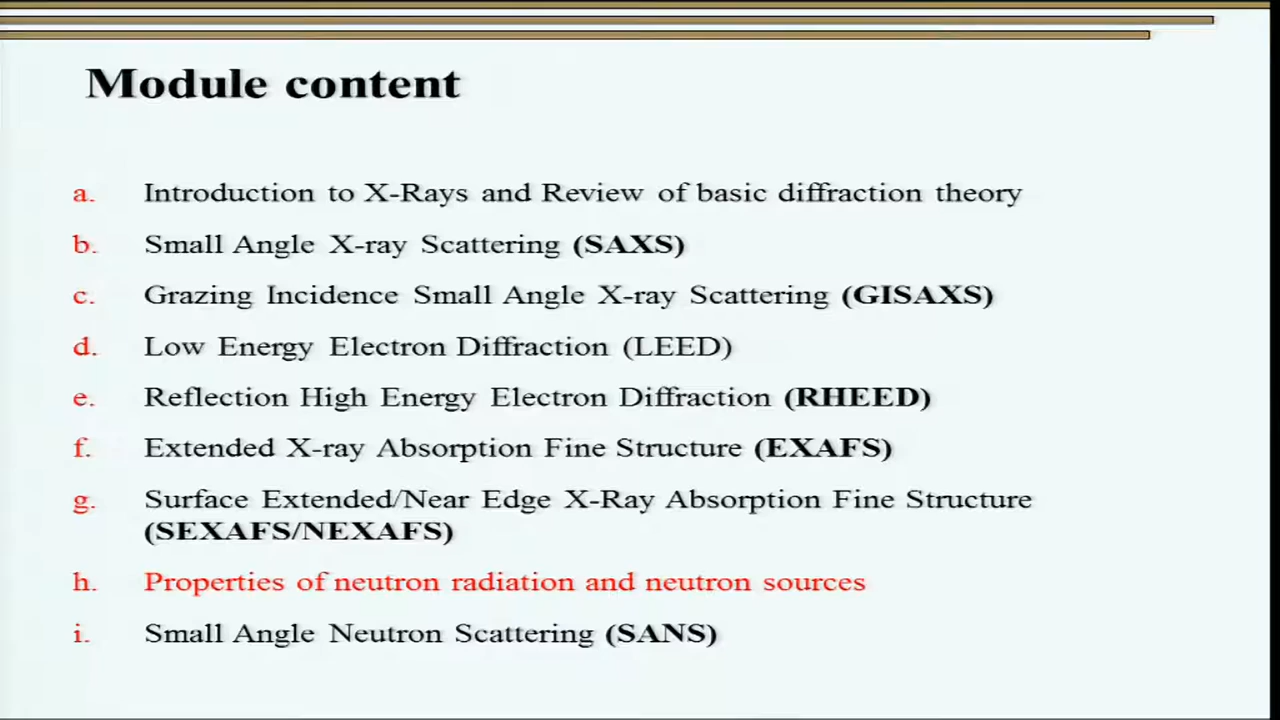 Module content
a. Introduction to X-Rays and Review of basic diffraction theory
b. Small Angle X-ray Scattering (SAXS)
c. Grazing Incidence Small Angle X-ray Scattering (GISAXS)
d. Low Energy Electron Diffraction (LEED)
e. Reflection High Energy Electron Diffraction (RHEED)
f. Extended X-ray Absorption Fine Structure (EXAFS)
g. Surface Extended/Near Edge X-Ray Absorption Fine Structure
(SEXAFS/NEXAFS)
h. Properties of neutron radiation and neutron sources
i. Small Angle Neutron Scattering (SANS)